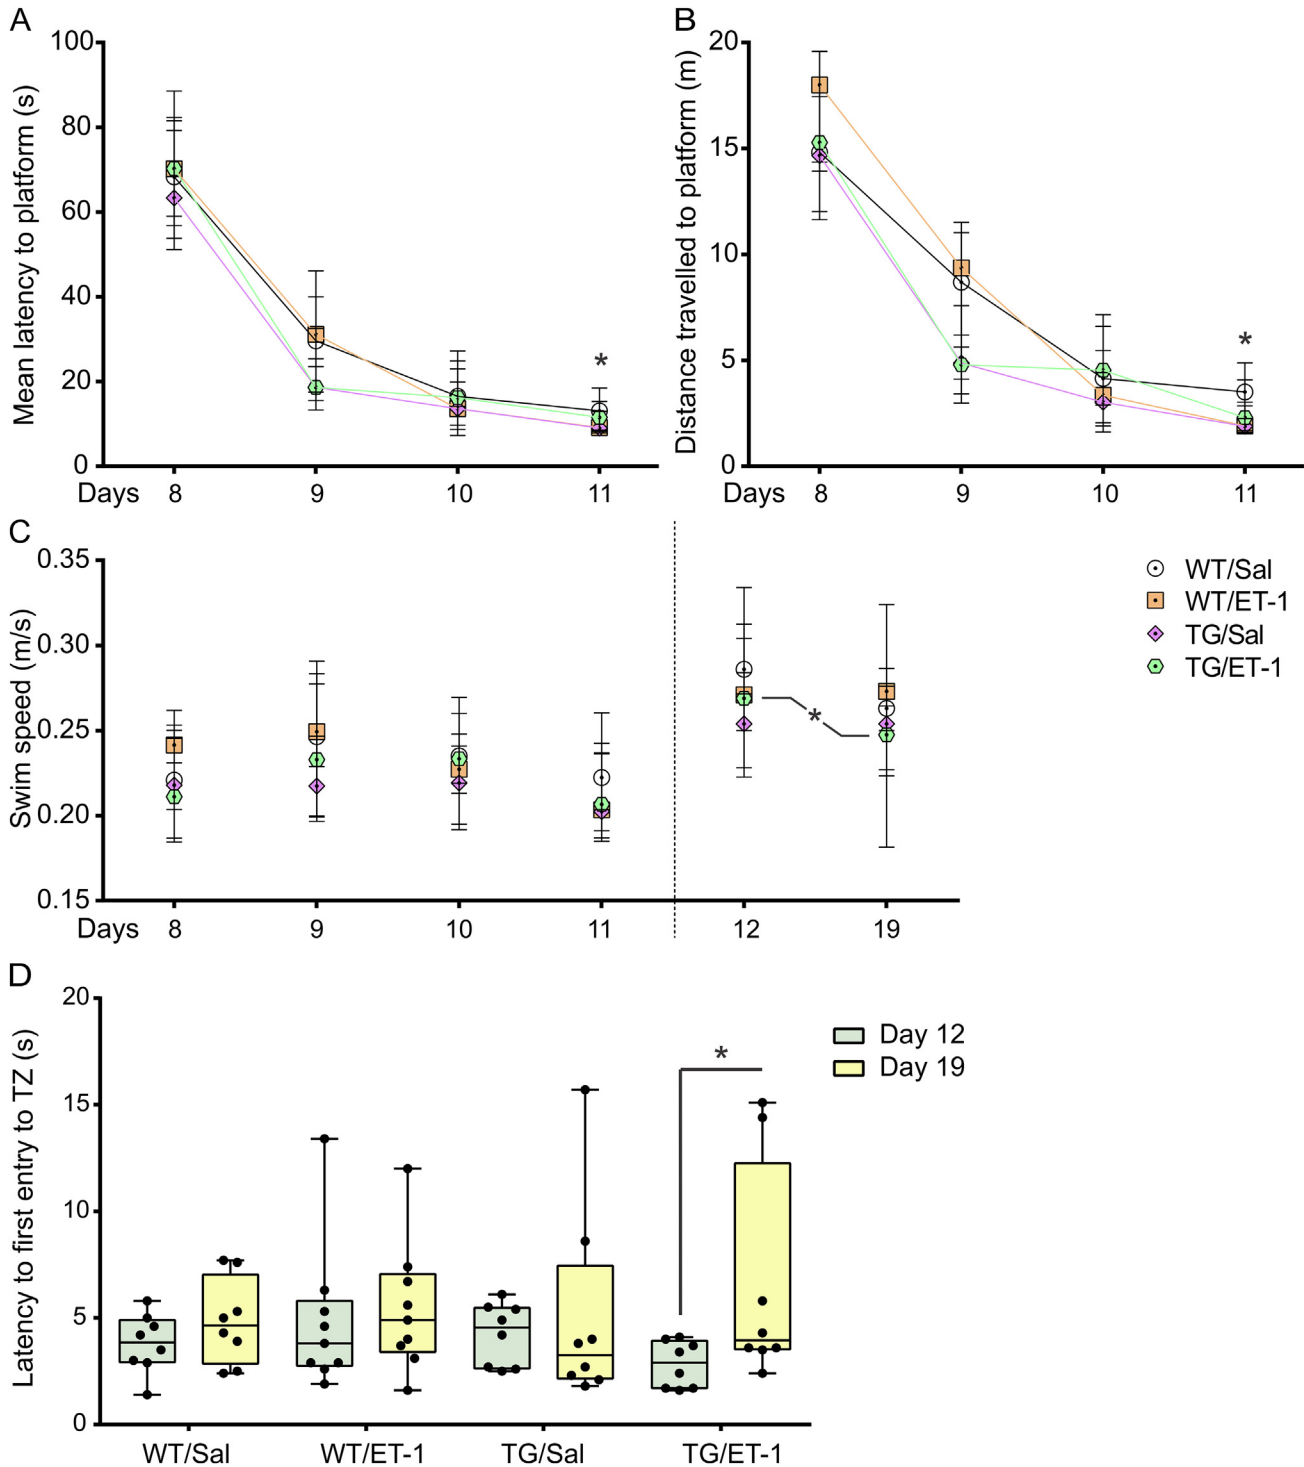 A
Mean latency to platform (s)
100
80
60
40
20
0
*
Days 8 9 10 11
B
Distance travelled to platform (m)
20
15
10
5
0
*
Days 8 9 10 11
C
Swim speed (m/s)
0.35
0.30
0.25
0.20
0.15
*
Days 8 9 10 11 12 19
WT/Sal
WT/ET-1
TG/Sal
TG/ET-1
D
Latency to first entry to TZ (s)
20
15
10
5
0
*
Day 12
Day 19
WT/Sal WT/ET-1 TG/Sal TG/ET-1